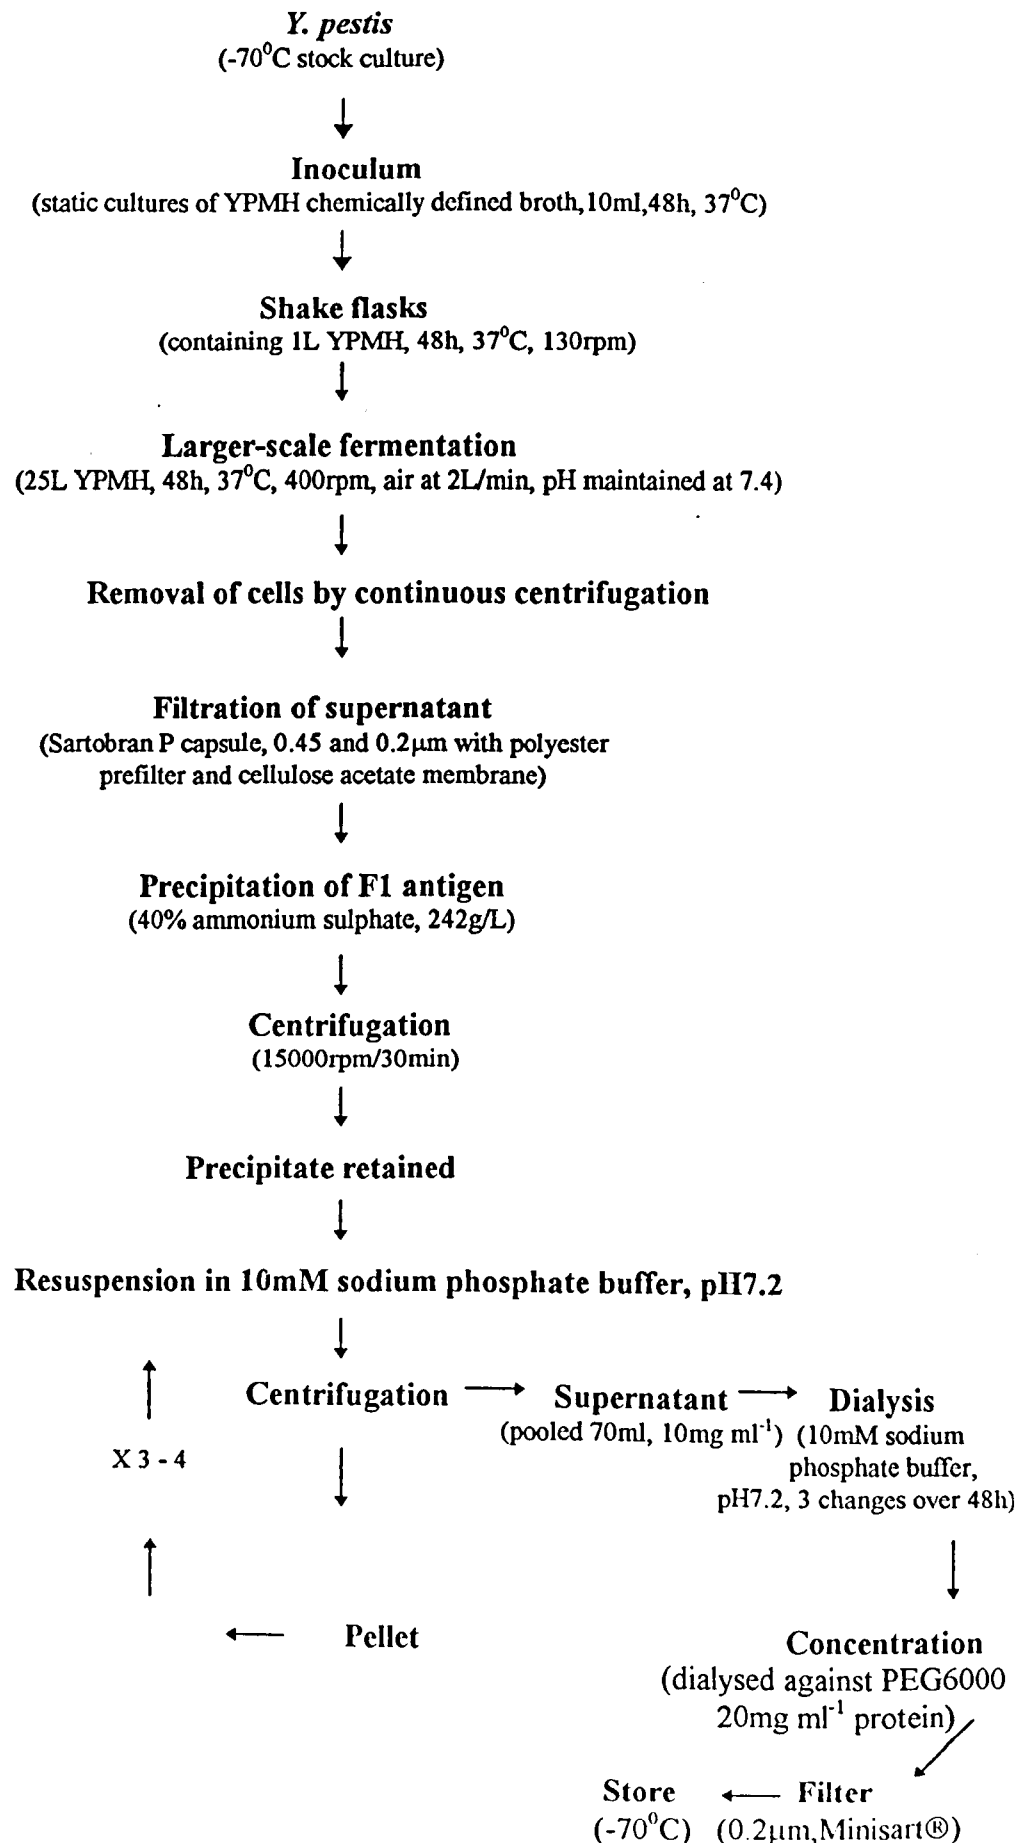 Y. pestis
(-70⁰C stock culture)
Inoculum
(static cultures of YPMH chemically defined broth,10ml,48h, 37⁰C)
Shake flasks
(containing 1L YPMH, 48h, 37⁰C, 130rpm)
Larger-scale fermentation
(25L YPMH, 48h, 37⁰C, 400rpm, air at 2L/min, pH maintained at 7.4)
Removal of cells by continuous centrifugation
Filtration of supernatant
(Sartobran P capsule, 0.45 and 0.2μm with polyester
prefilter and cellulose acetate membrane)
Precipitation of F1 antigen
(40% ammonium sulphate, 242g/L)
Centrifugation
(15000rpm/30min)
Precipitate retained
Resuspension in 10mM sodium phosphate buffer, pH7.2
Centrifugation
Supernatant
(pooled 70ml, 10mg ml⁻¹)
Dialysis
(10mM sodium
phosphate buffer,
pH7.2, 3 changes over 48h)
X 3 - 4
Pellet
Concentration
(dialysed against PEG6000
20mg ml⁻¹ protein)
Filter
(0.2μm,Minisart®)
Store
(-70⁰C)